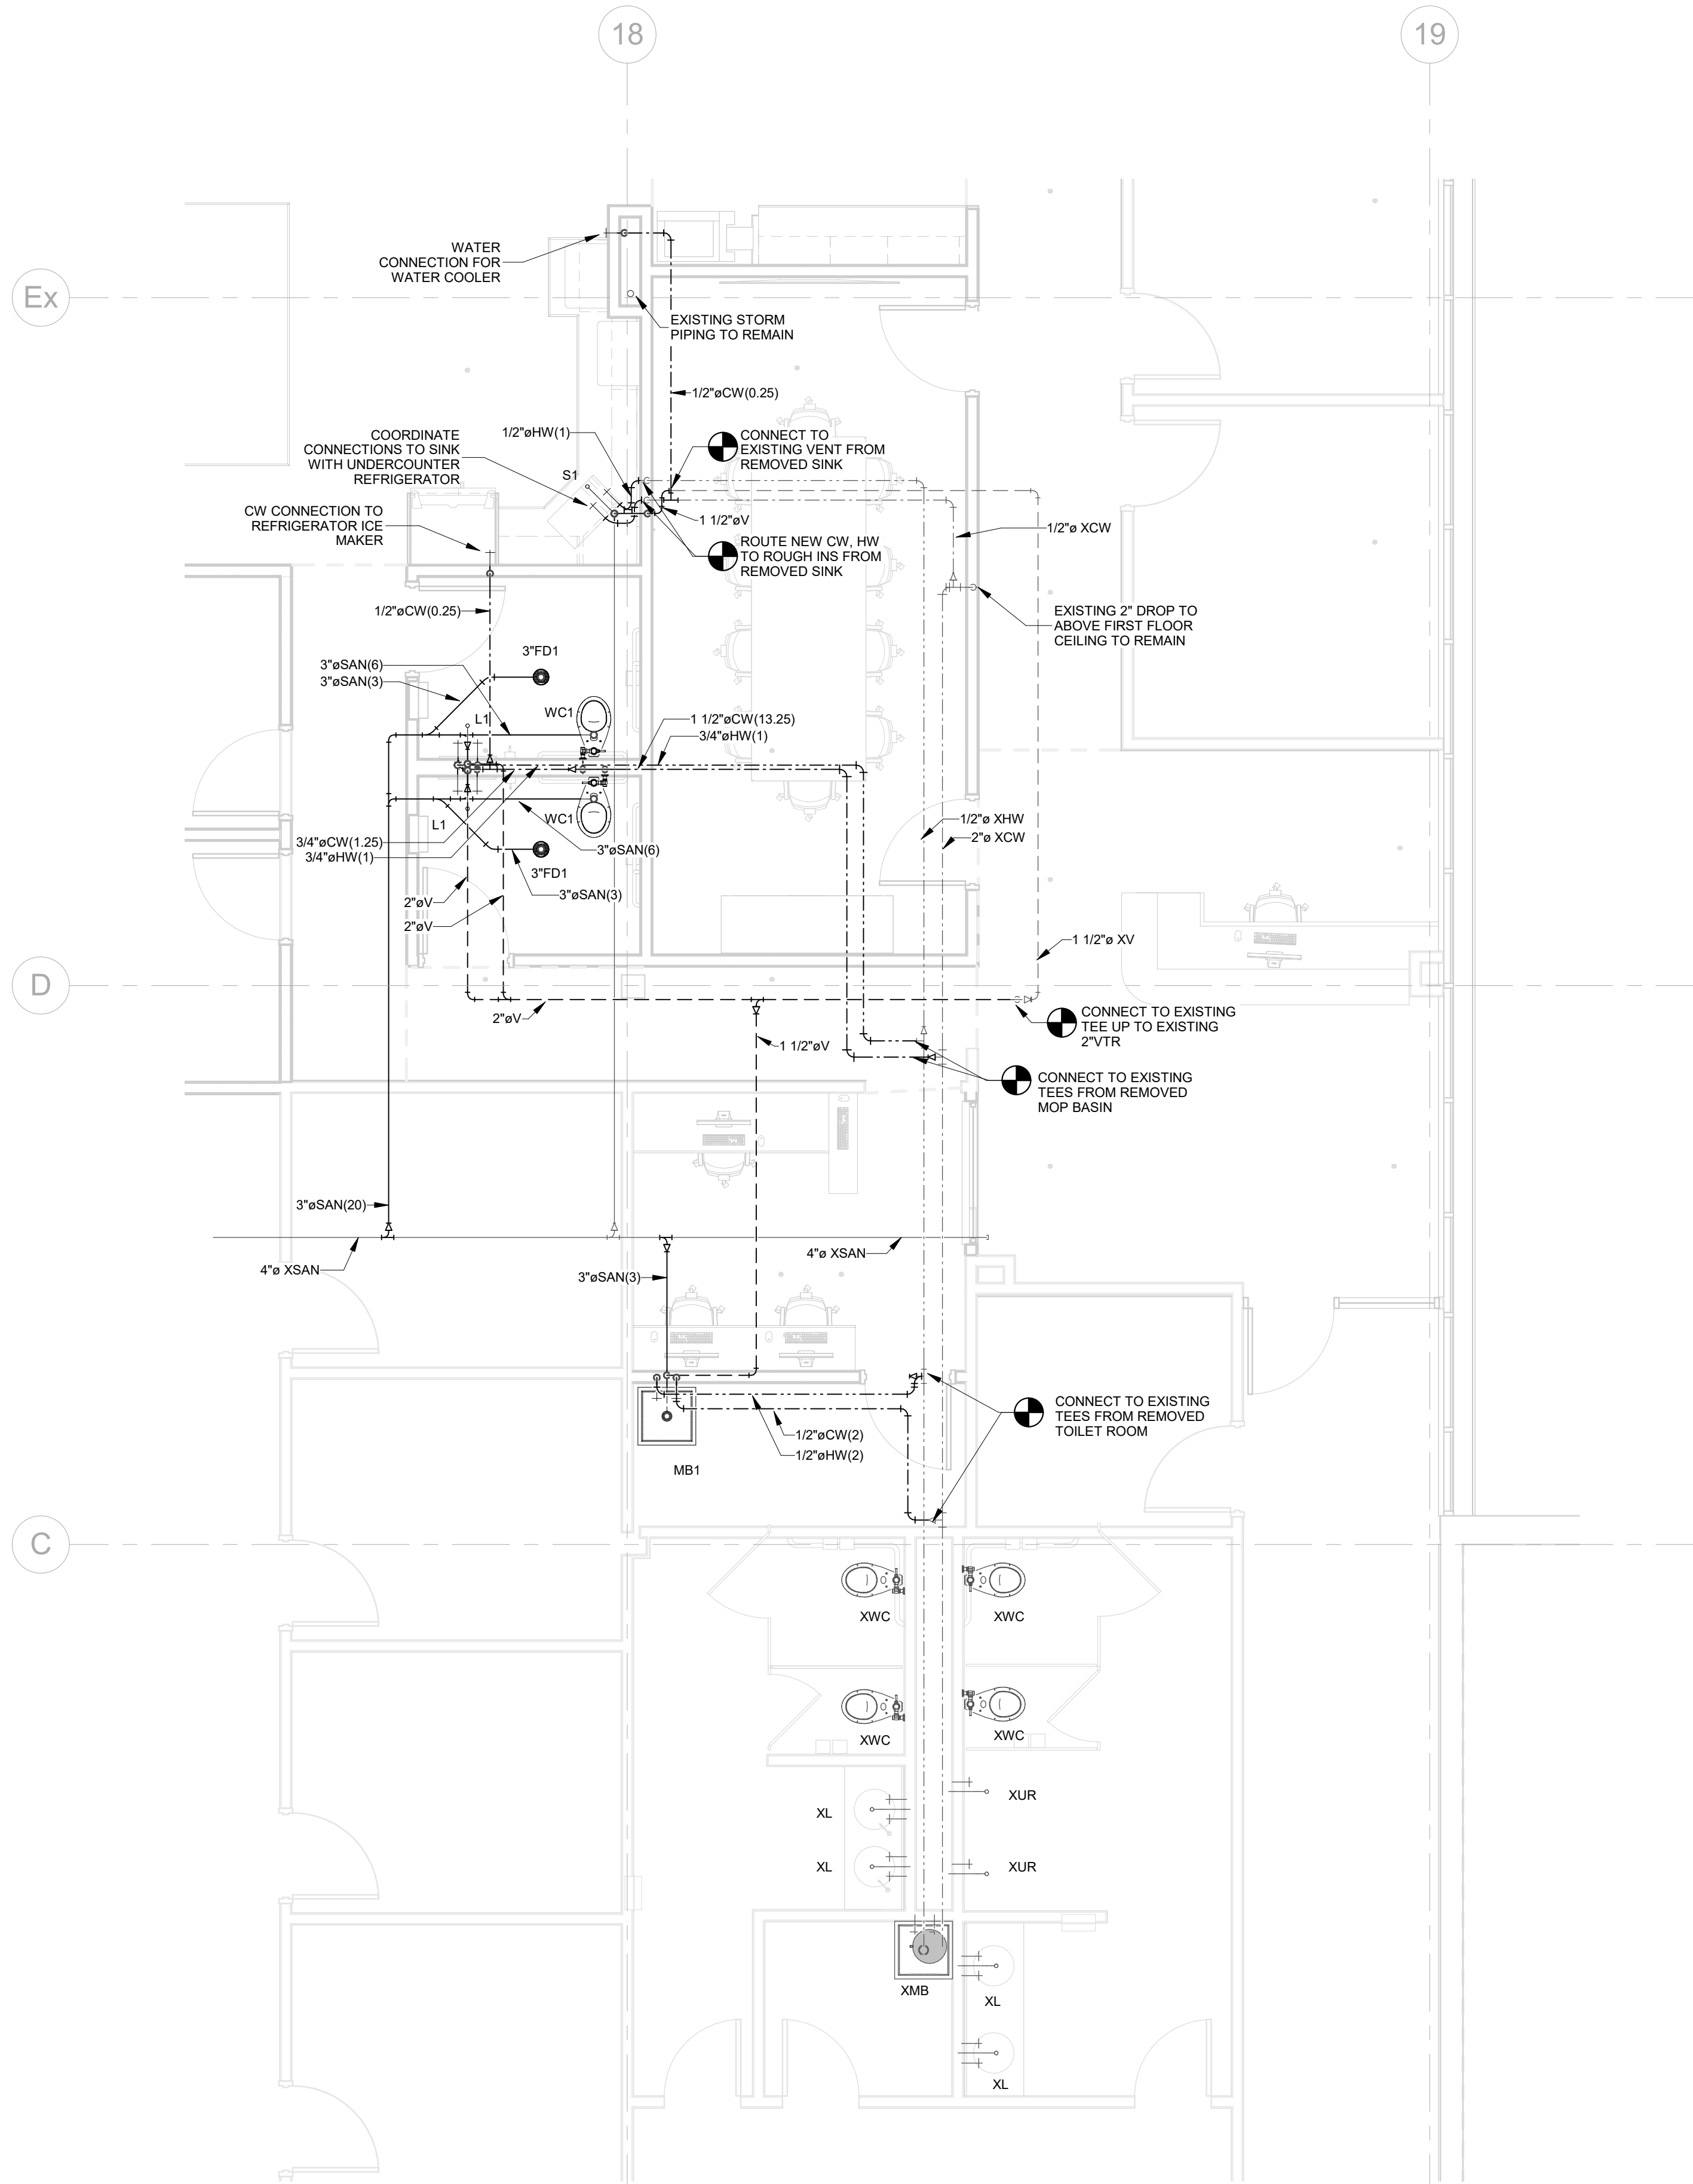 18
19
WATER
CONNECTION FOR
WATER COOLER
Ex
EXISTING STORM
PIPING TO REMAIN
1/2"øCW(0.25)
COORDINATE
CONNECTIONS TO SINK
WITH UNDERCOUNTER
REFRIGERATOR
1/2"øHW(1)
CONNECT TO
EXISTING VENT FROM
REMOVED SINK
S1
CW CONNECTION TO
REFRIGERATOR ICE
MAKER
1 1/2"øV
1/2"ø XCW
ROUTE NEW CW, HW
TO ROUGH INS FROM
REMOVED SINK
1/2"øCW(0.25)
EXISTING 2" DROP TO
ABOVE FIRST FLOOR
CEILING TO REMAIN
3"FD1
3"øSAN(6)
3"øSAN(3)
WC1
L1
1 1/2"øCW(13.25)
3/4"øHW(1)
L1
WC1
1/2"ø XHW
2"ø XCW
3/4"øCW(1.25)
3/4"øHW(1)
3"øSAN(6)
3"FD1
3"øSAN(3)
2"øV
2"øV
1 1/2"ø XV
D
2"øV
CONNECT TO EXISTING
TEE UP TO EXISTING
2"VTR
1 1/2"øV
CONNECT TO EXISTING
TEES FROM REMOVED
MOP BASIN
3"øSAN(20)
4"ø XSAN
4"ø XSAN
3"øSAN(3)
CONNECT TO EXISTING
TEES FROM REMOVED
TOILET ROOM
1/2"øCW(2)
1/2"øHW(2)
MB1
C
XWC
XWC
XWC
XWC
XUR
XL
XL
XUR
XMB
XL
XL